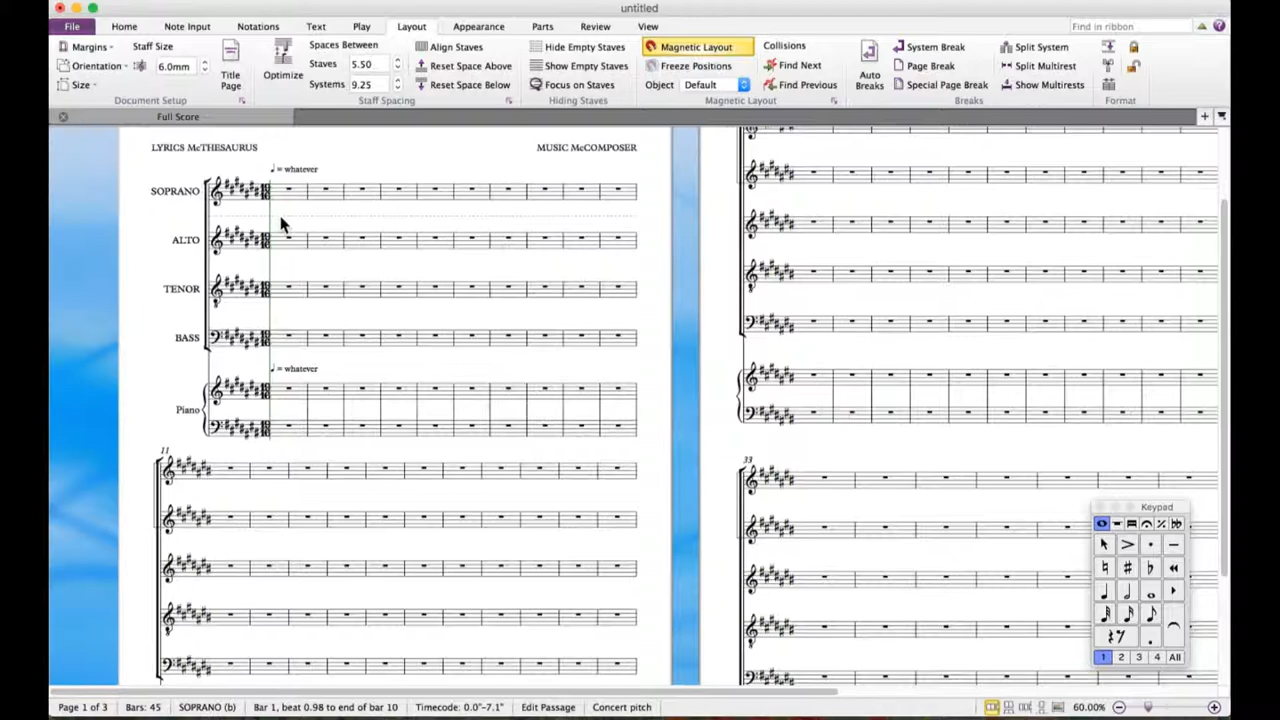 untitled
File Home Note Input Notations Text Play Layout Appearance Parts Review View Find in ribbon
Margins Staff Size Spaces Between Align Staves Hide Empty Staves Magnetic Layout Collisions System Break Split System
Orientation 6.0mm Title Page Optimize Staves 5.50 Reset Space Above Show Empty Staves Freeze Positions Find Next Auto Breaks Page Break Split Multirest
Size Systems 9.25 Reset Space Below Focus on Staves Object Default Find Previous Special Page Break Show Multirests
Document Setup Staff Spacing Hiding Staves Magnetic Layout Breaks Format
Full Score
LYRICS McTHESAURUS MUSIC McCOMPOSER
= whatever
SOPRANO
ALTO
TENOR
BASS
= whatever
Piano
11
33
Keypad
1 2 3 4 All
Page 1 of 3 Bars: 45 SOPRANO (b) Bar 1, beat 0.98 to end of bar 10 Timecode: 0.0"-7.1" Edit Passage Concert pitch 60.00%